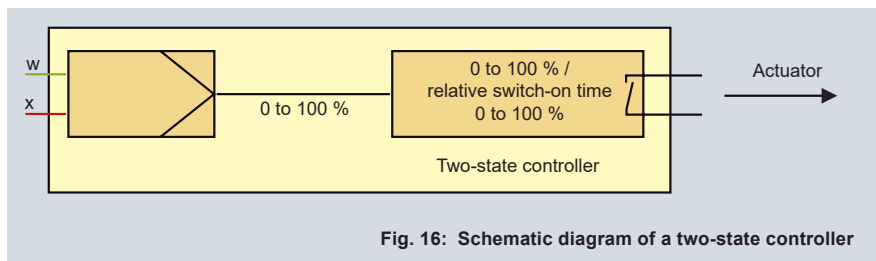 w
x
0 to 100 %
0 to 100 % /
relative switch-on time
0 to 100 %
Two-state controller
Actuator
Fig. 16: Schematic diagram of a two-state controller